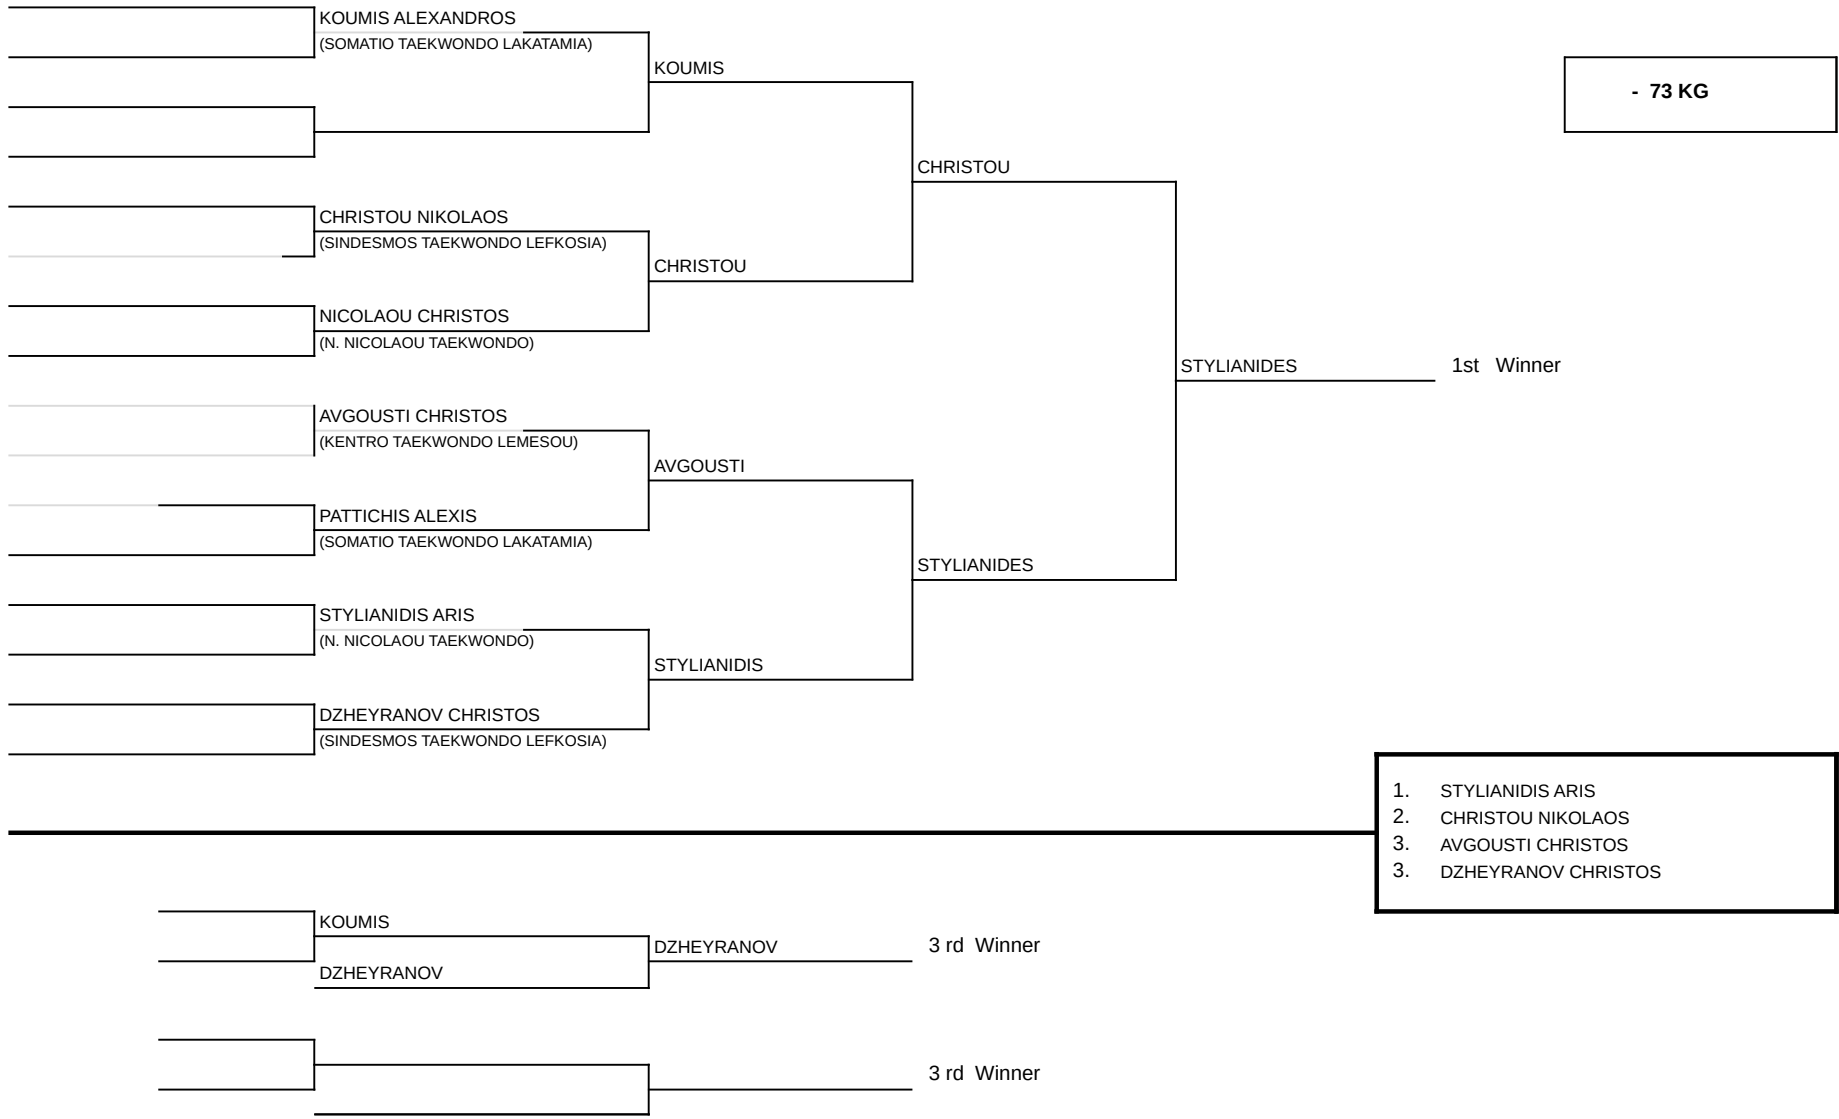 KOUMIS ALEXANDROS
(SOMATIO TAEKWONDO LAKATAMIA)
KOUMIS
- 73 KG
CHRISTOU
CHRISTOU NIKOLAOS
(SINDESMOS TAEKWONDO LEFKOSIA)
CHRISTOU
NICOLAOU CHRISTOS
(N. NICOLAOU TAEKWONDO)
STYLIANIDES
1st Winner
AVGOUSTI CHRISTOS
(KENTRO TAEKWONDO LEMESOU)
AVGOUSTI
PATTICHIS ALEXIS
(SOMATIO TAEKWONDO LAKATAMIA)
STYLIANIDES
STYLIANIDIS ARIS
(N. NICOLAOU TAEKWONDO)
STYLIANIDIS
DZHEYRANOV CHRISTOS
(SINDESMOS TAEKWONDO LEFKOSIA)
1. STYLIANIDIS ARIS
2. CHRISTOU NIKOLAOS
3. AVGOUSTI CHRISTOS
3. DZHEYRANOV CHRISTOS
KOUMIS
DZHEYRANOV
3 rd Winner
DZHEYRANOV
3 rd Winner